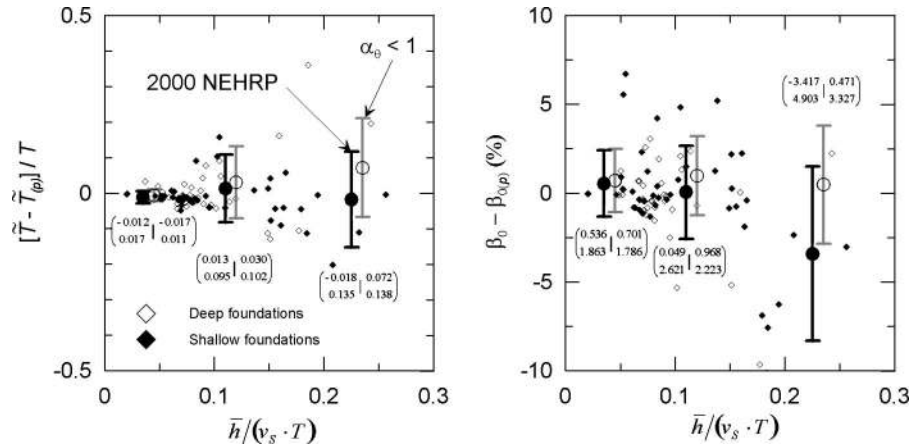 0.5
α_θ < 1
2000 NEHRP
[T̃ - T̃_(p)] / T
0
(-0.012 | -0.017
0.017 | 0.011)
(0.013 | 0.030
0.095 | 0.102)
(-0.018 | 0.072
0.135 | 0.138)
Deep foundations
Shallow foundations
-0.5
0 0.1 0.2 0.3
h̄/(v_S · T)
10
(-3.417 | 0.471
4.903 | 3.327)
5
β_0 – β_0(p) (%)
0
(0.536 | 0.701
1.863 | 1.786)
(0.049 | 0.968
2.621 | 2.223)
-5
-10
0 0.1 0.2 0.3
h̄/(v_S · T)